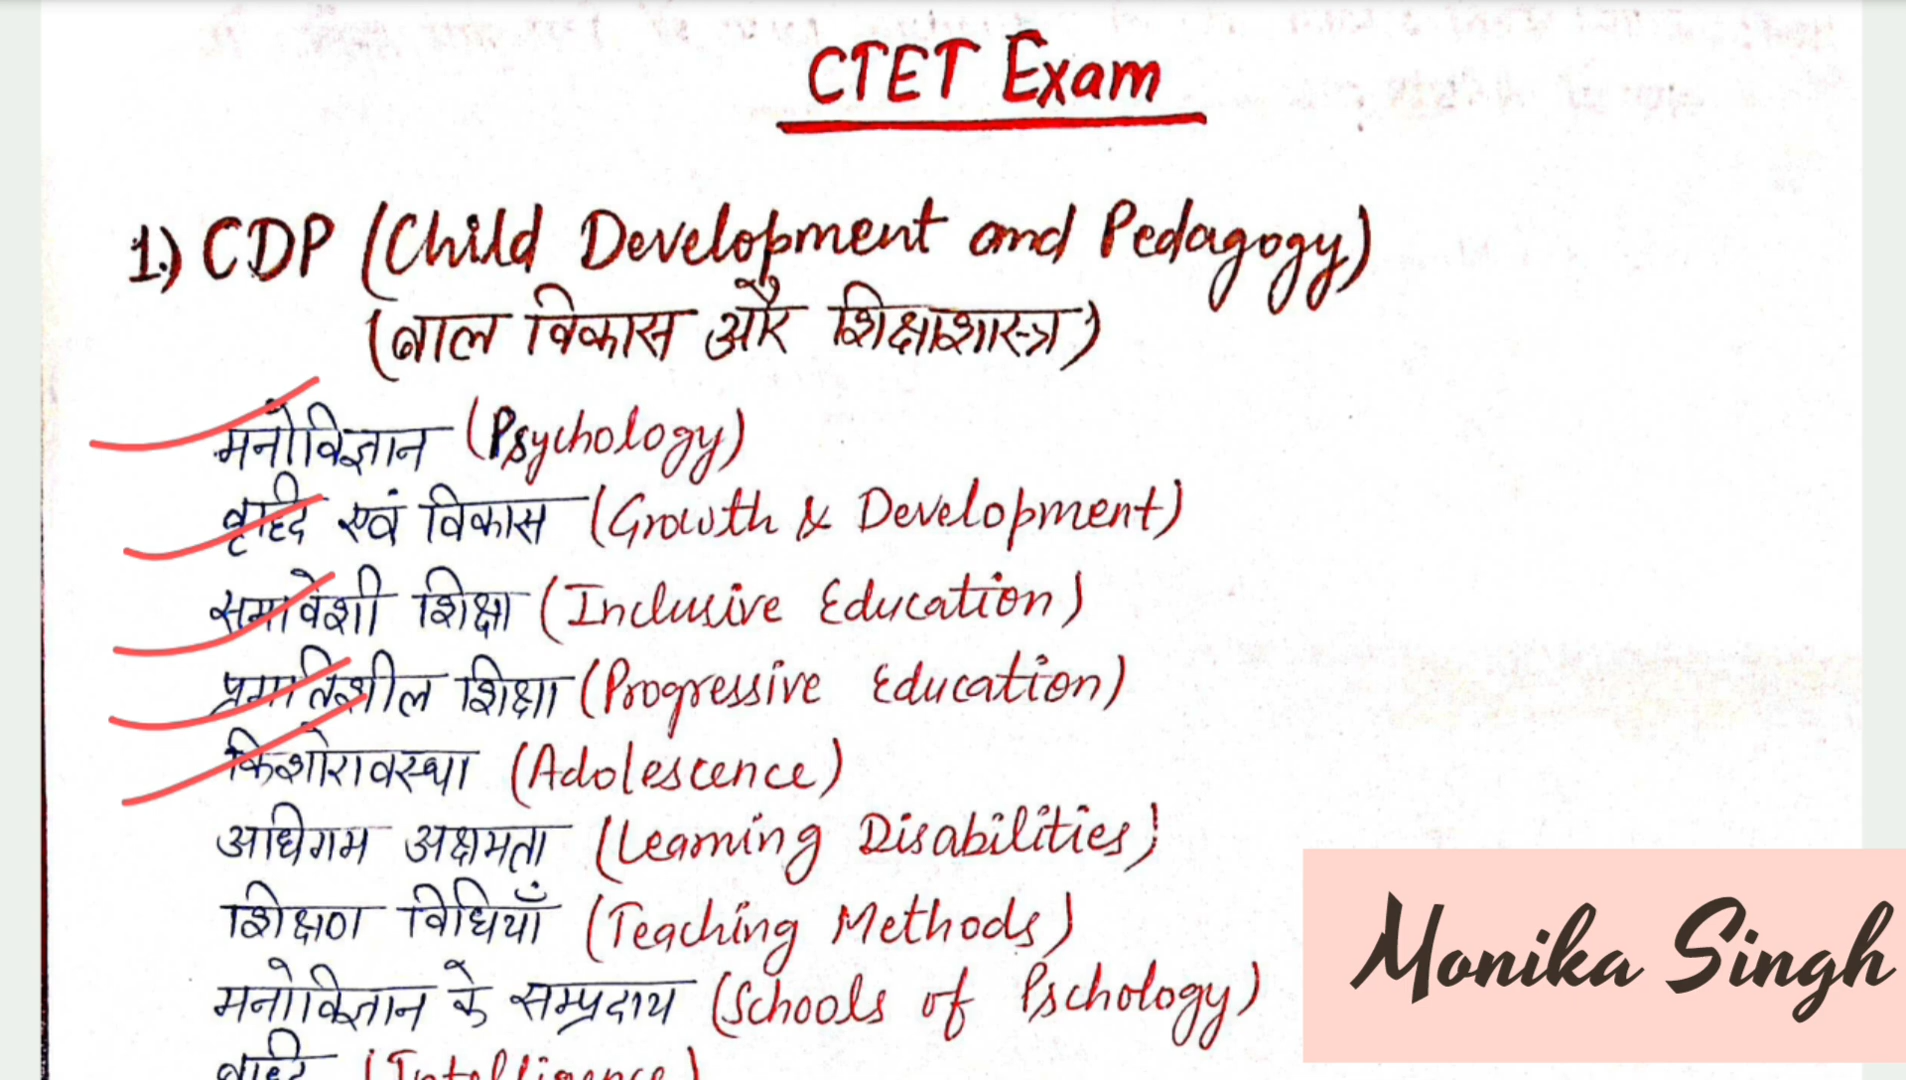 CTET Exam
1.) CDP (Child Development and Pedagogy)
(बाल विकास और शिक्षाशास्त्र)
मनोविज्ञान (Psychology)
वृद्दि एवं विकास (Growth & Development)
समावेशी शिक्षा (Inclusive Education)
प्रगतिशील शिक्षा (Progressive Education)
किशोरावस्था (Adolescence)
अधिगम अक्षमता (Learning Disabilities)
शिक्षण विधियाँ (Teaching Methods)
मनोविज्ञान के सम्प्रदाय (Schools of Pschology)
(Intelligence)
Monika Singh